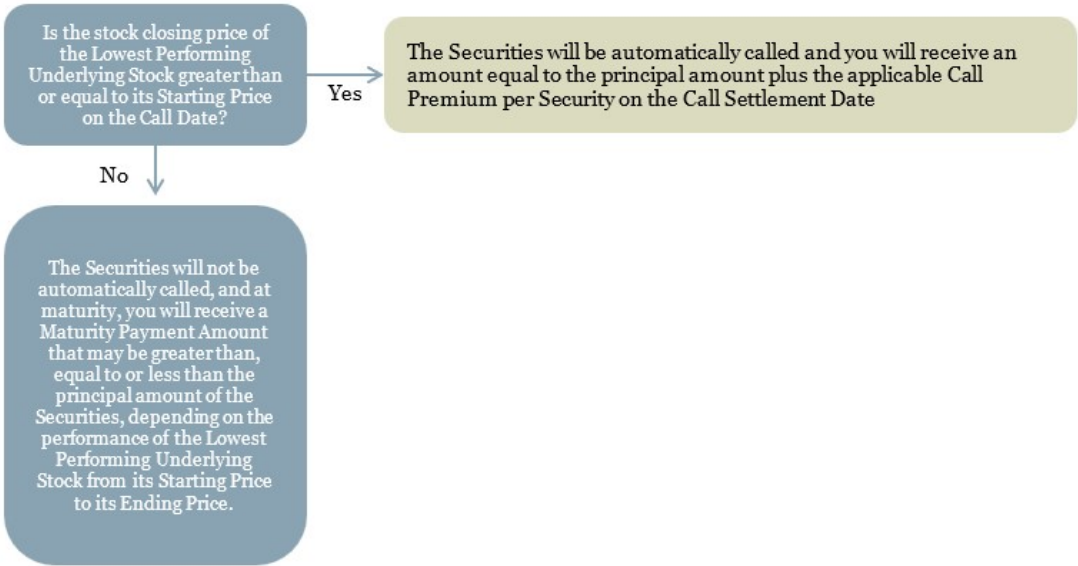 Is the stock closing price of
the Lowest Performing
Underlying Stock greater than
or equal to its Starting Price
on the Call Date?
Yes
The Securities will be automatically called and you will receive an
amount equal to the principal amount plus the applicable Call
Premium per Security on the Call Settlement Date
No
The Securities will not be
automatically called, and at
maturity, you will receive a
Maturity Payment Amount
that may be greater than,
equal to or less than the
principal amount of the
Securities, depending on the
performance of the Lowest
Performing Underlying
Stock from its Starting Price
to its Ending Price.